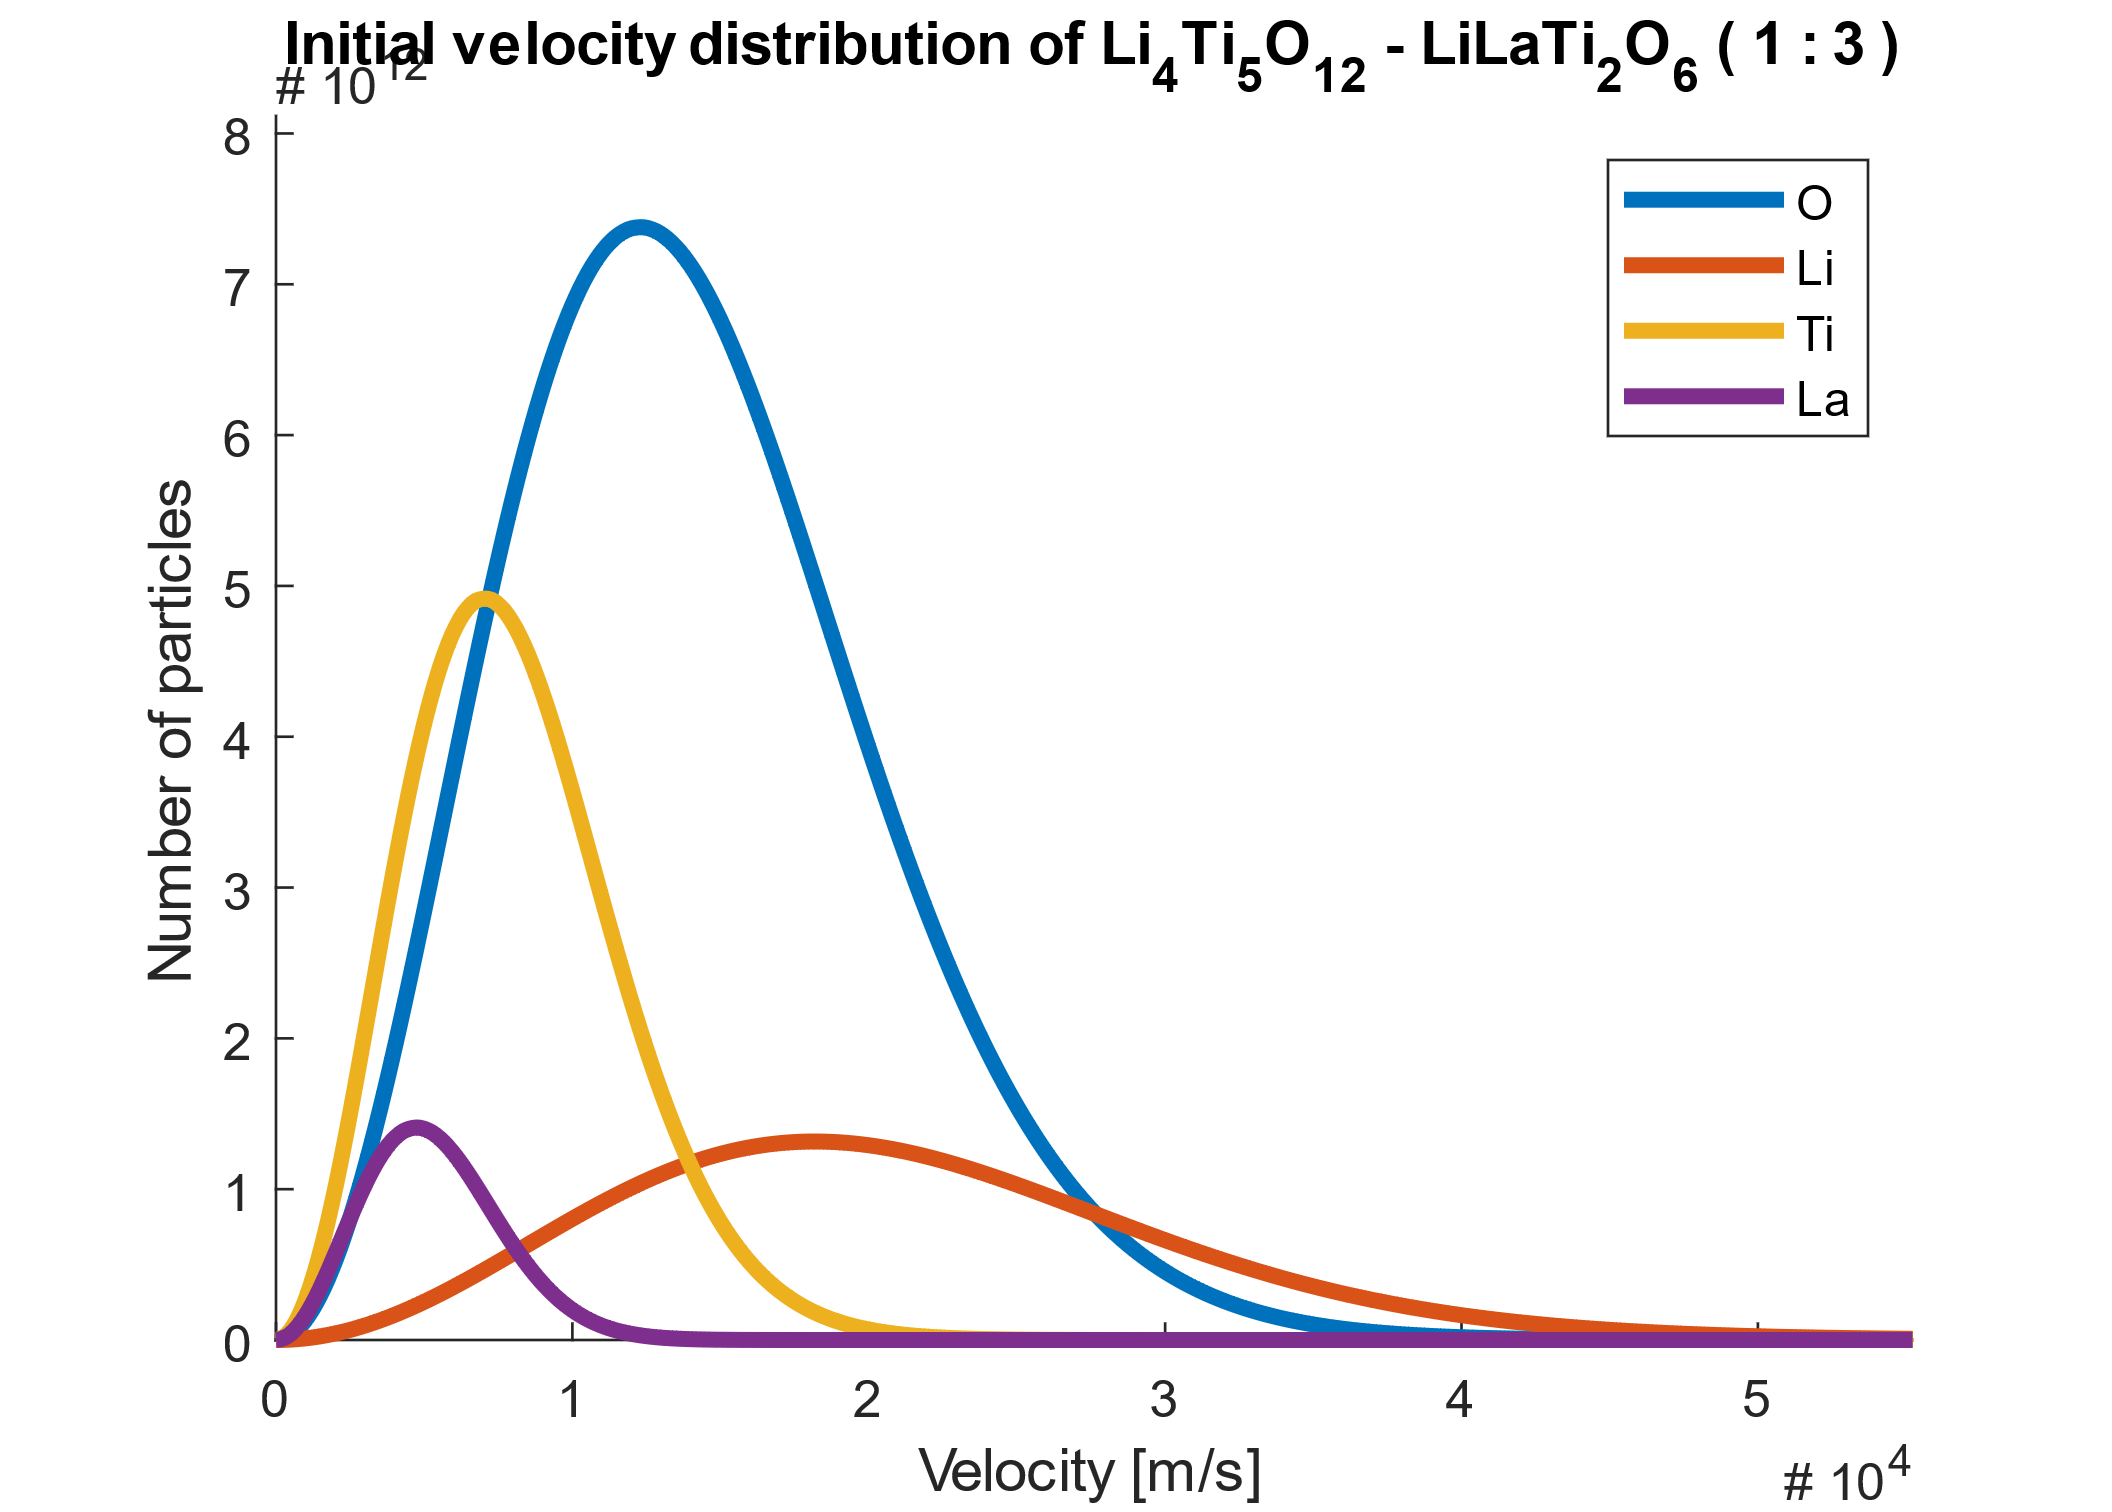 Initial velocity distribution of Li4Ti5O12 - LiLaTi2O6 ( 1 : 3 )
# 10^12
8
7
6
5
4
3
2
1
0
Number of particles
O
Li
Ti
La
0 1 2 3 4 5
Velocity [m/s]
# 10^4